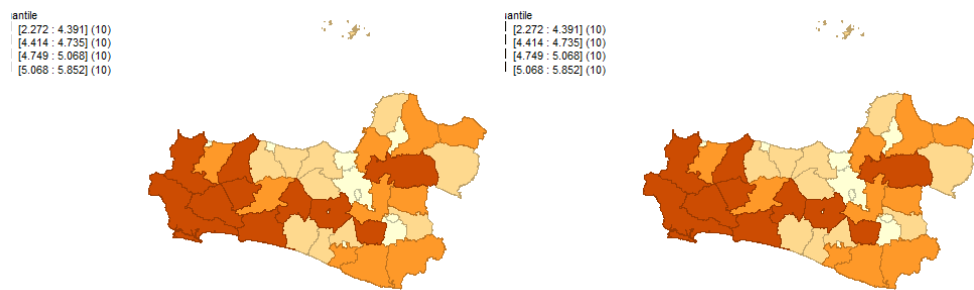 antile
[2.272 : 4.391] (10)
[4.414 : 4.735] (10)
[4.749 : 5.068] (10)
[5.068 : 5.852] (10)
antile
[2.272 : 4.391] (10)
[4.414 : 4.735] (10)
[4.749 : 5.068] (10)
[5.068 : 5.852] (10)